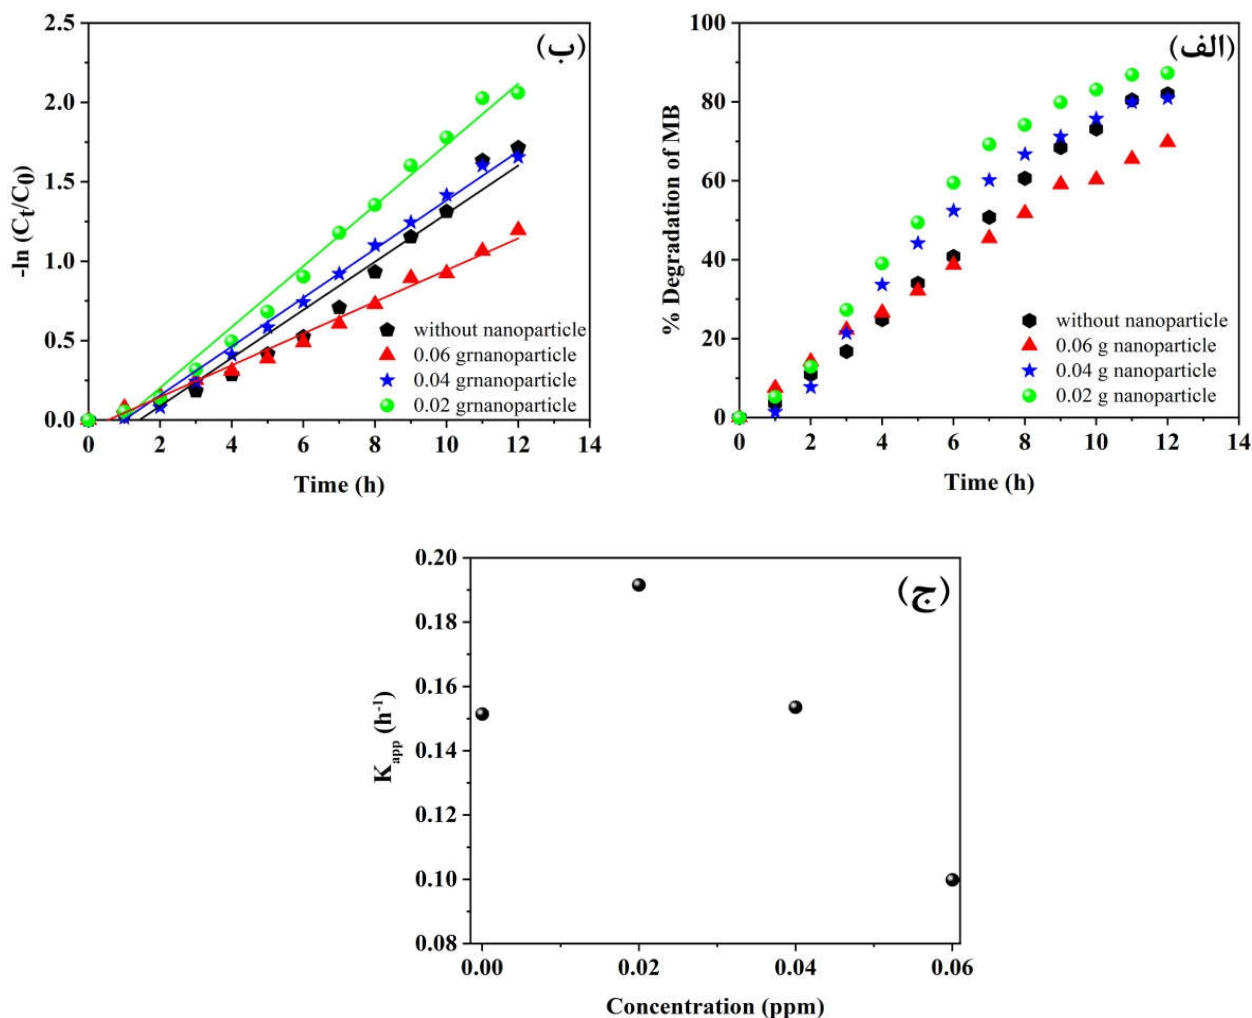 (ب)
-ln (Ct/C0)
2.5
2.0
1.5
1.0
0.5
0.0
without nanoparticle
0.06 grnanoparticle
0.04 grnanoparticle
0.02 grnanoparticle
0 2 4 6 8 10 12 14
Time (h)
(الف)
% Degradation of MB
100
80
60
40
20
0
without nanoparticle
0.06 g nanoparticle
0.04 g nanoparticle
0.02 g nanoparticle
0 2 4 6 8 10 12 14
Time (h)
(ج)
Kapp (h-1)
0.20
0.18
0.16
0.14
0.12
0.10
0.08
0.00 0.02 0.04 0.06
Concentration (ppm)